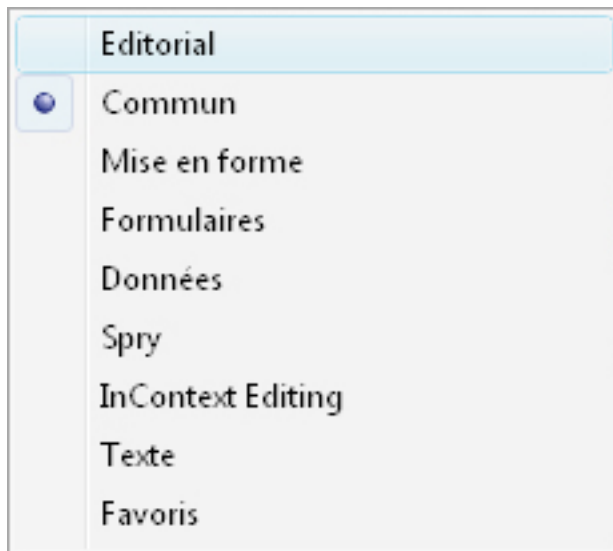 Editorial
Commun
Mise en forme
Formulaires
Données
Spry
InContext Editing
Texte
Favoris